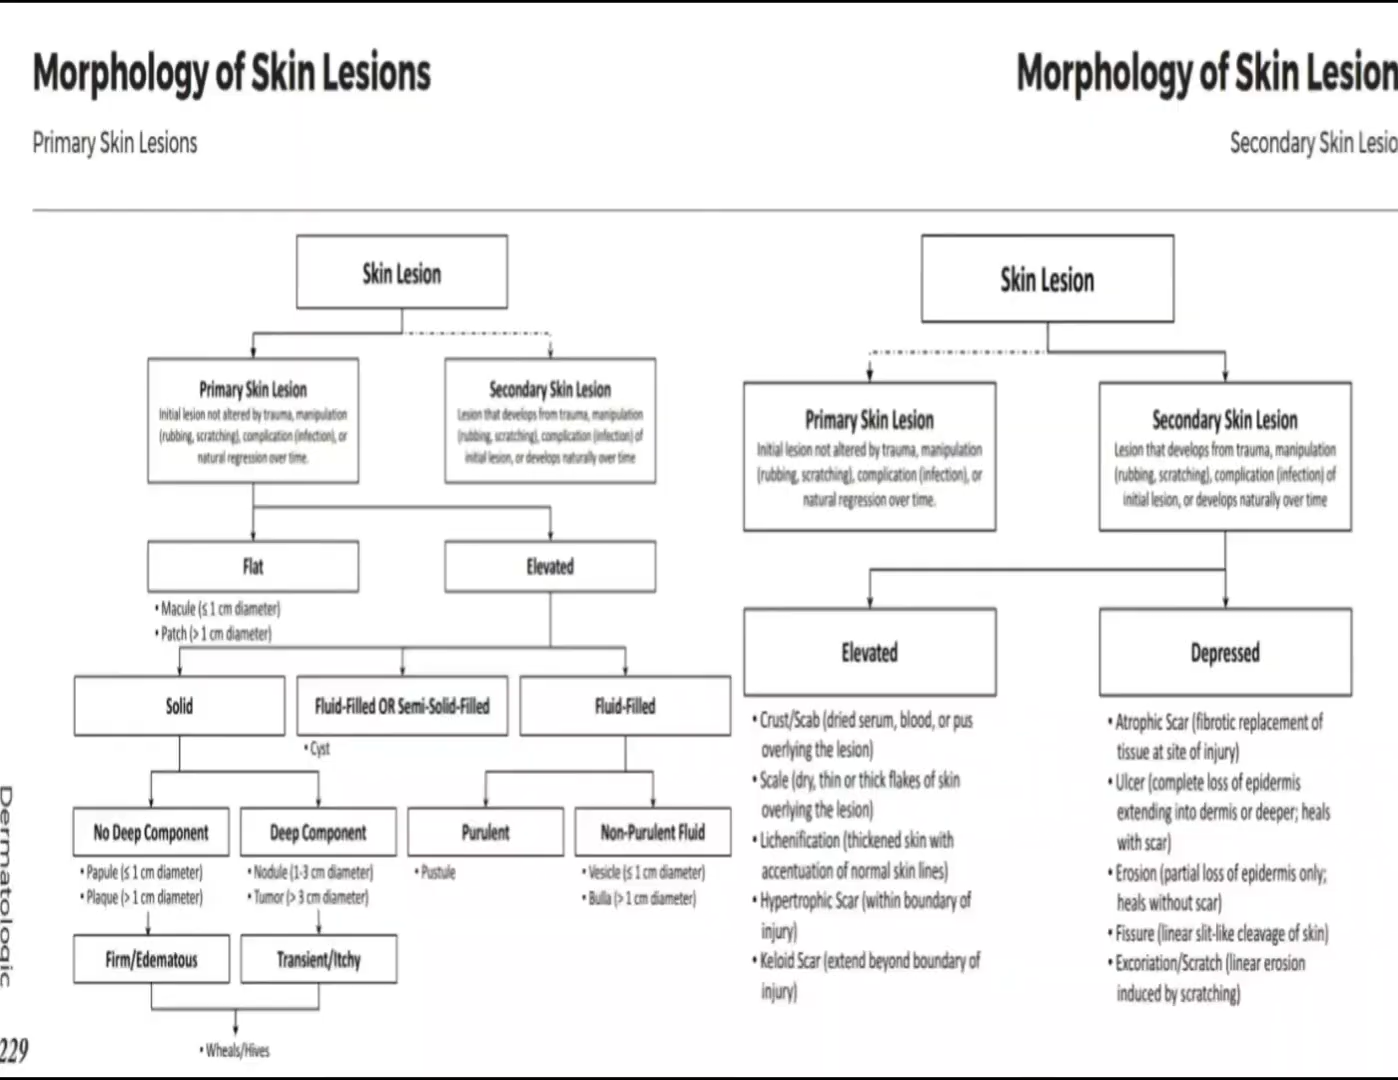 Morphology of Skin Lesions
Primary Skin Lesions
Skin Lesion
Primary Skin Lesion
Initial lesion not altered by trauma, manipulation
(rubbing, scratching), complication (infection), or
natural regression over time.
Secondary Skin Lesion
Lesion that develops from trauma, manipulation
(rubbing, scratching), complication (infection) of
initial lesion, or develops naturally over time
Flat
• Macule (≤ 1 cm diameter)
• Patch (> 1 cm diameter)
Elevated
Solid
Fluid-Filled OR Semi-Solid-Filled
• Cyst
Fluid-Filled
No Deep Component
• Papule (≤ 1 cm diameter)
• Plaque (> 1 cm diameter)
Deep Component
• Nodule (1-3 cm diameter)
• Tumor (> 3 cm diameter)
Purulent
• Pustule
Non-Purulent Fluid
• Vesicle (≤ 1 cm diameter)
• Bulla (> 1 cm diameter)
Firm/Edematous
Transient/Itchy
• Wheals/Hives
Dermatologic
229
Morphology of Skin Lesion
Secondary Skin Lesio
Skin Lesion
Primary Skin Lesion
Initial lesion not altered by trauma, manipulation
(rubbing, scratching), complication (infection), or
natural regression over time.
Secondary Skin Lesion
Lesion that develops from trauma, manipulation
(rubbing, scratching), complication (infection) of
initial lesion, or develops naturally over time
Elevated
• Crust/Scab (dried serum, blood, or pus
overlying the lesion)
• Scale (dry, thin or thick flakes of skin
overlying the lesion)
• Lichenification (thickened skin with
accentuation of normal skin lines)
• Hypertrophic Scar (within boundary of
injury)
• Keloid Scar (extend beyond boundary of
injury)
Depressed
• Atrophic Scar (fibrotic replacement of
tissue at site of injury)
• Ulcer (complete loss of epidermis
extending into dermis or deeper; heals
with scar)
• Erosion (partial loss of epidermis only;
heals without scar)
• Fissure (linear slit-like cleavage of skin)
• Excoriation/Scratch (linear erosion
induced by scratching)